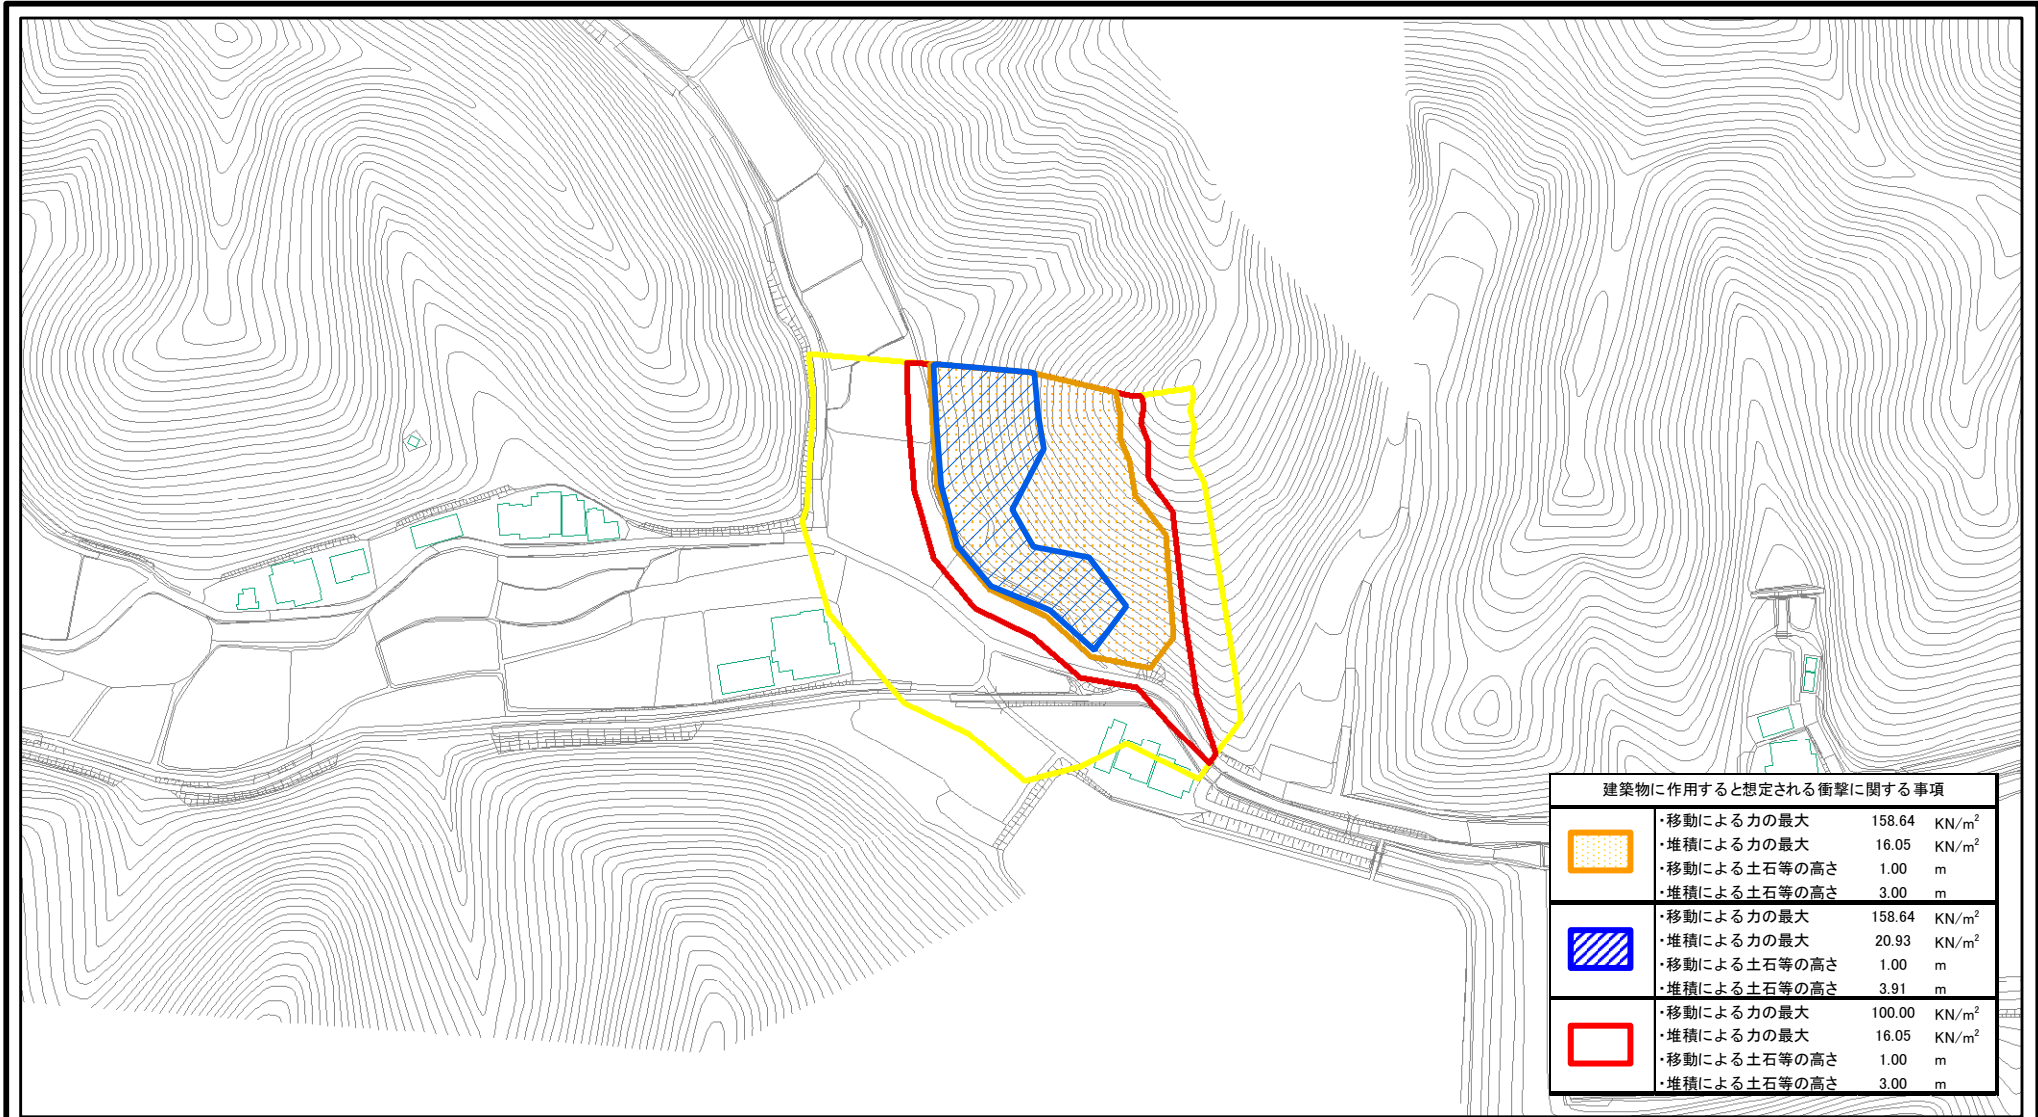 建築物に作用すると想定される衝撃に関する事項
・移動による力の最大 158.64 KN/m²
・堆積による力の最大 16.05 KN/m²
・移動による土石等の高さ 1.00 m
・堆積による土石等の高さ 3.00 m
・移動による力の最大 158.64 KN/m²
・堆積による力の最大 20.93 KN/m²
・移動による土石等の高さ 1.00 m
・堆積による土石等の高さ 3.91 m
・移動による力の最大 100.00 KN/m²
・堆積による力の最大 16.05 KN/m²
・移動による土石等の高さ 1.00 m
・堆積による土石等の高さ 3.00 m